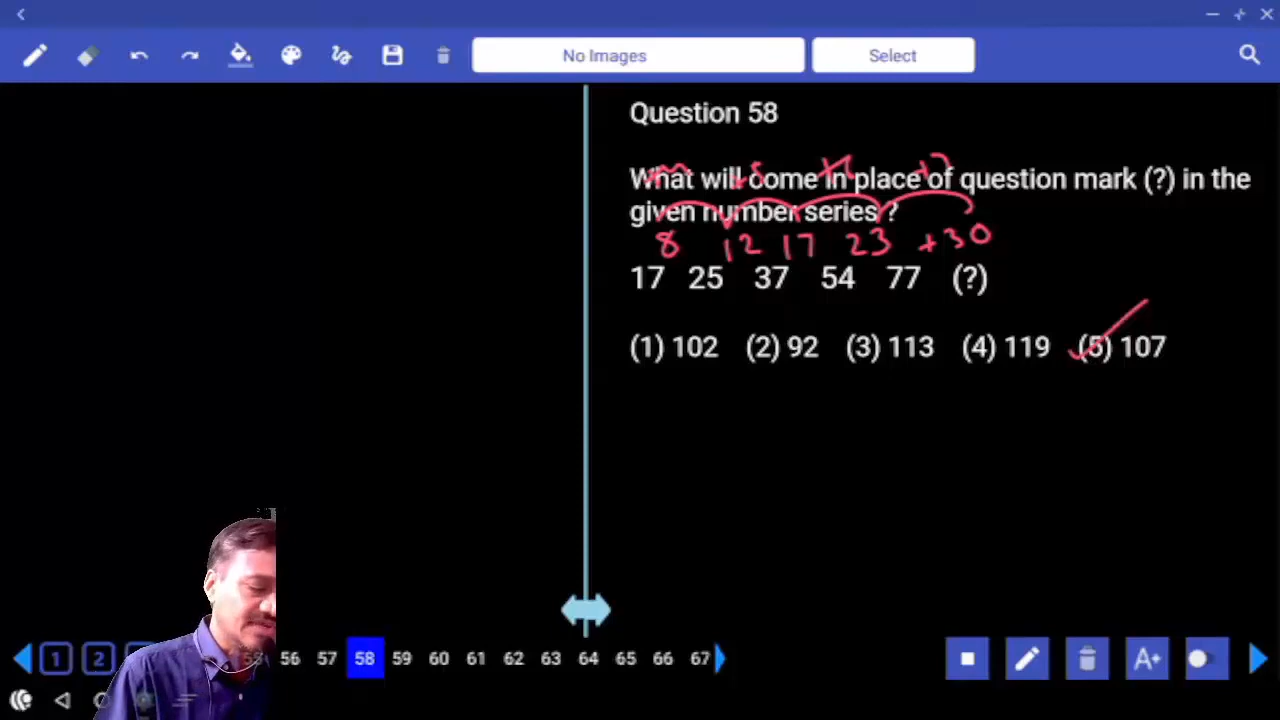 No Images
Select
Question 58
+5 +7
What will come in place of question mark (?) in the
given number series ?
8 12 17 23 +30
17 25 37 54 77 (?)
(1) 102 (2) 92 (3) 113 (4) 119 (5) 107
1 2 56 57 58 59 60 61 62 63 64 65 66 67
A+